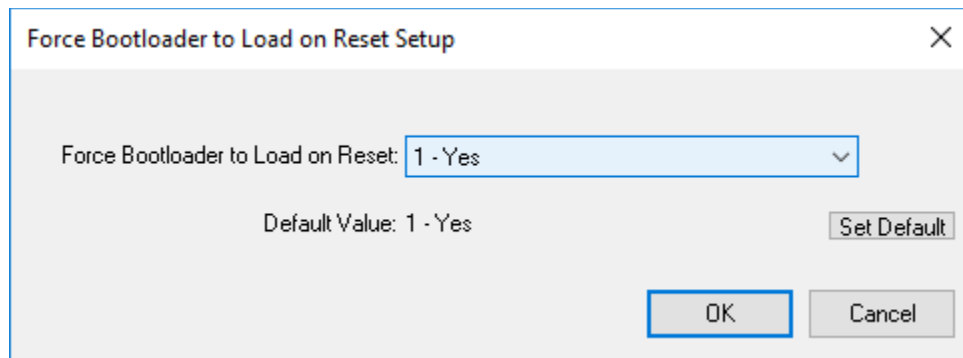 Force Bootloader to Load on Reset Setup
Force Bootloader to Load on Reset: 1 - Yes
Default Value: 1 - Yes Set Default
OK Cancel